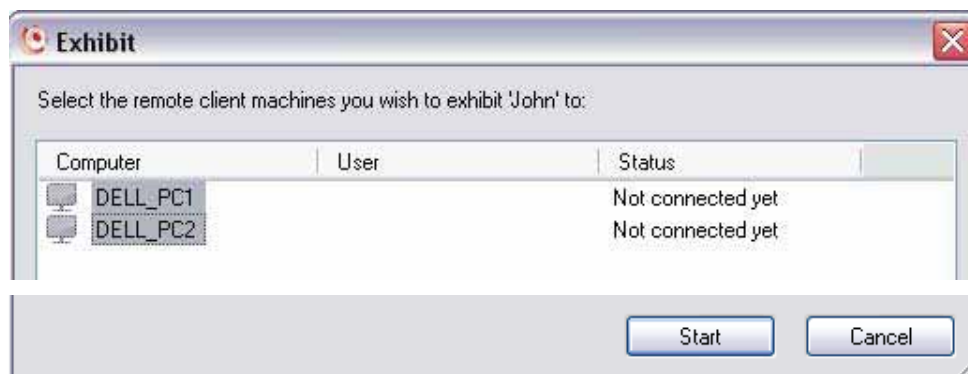 Exhibit
Select the remote client machines you wish to exhibit 'John' to:
Computer User Status
DELL_PC1 Not connected yet
DELL_PC2 Not connected yet
Start Cancel